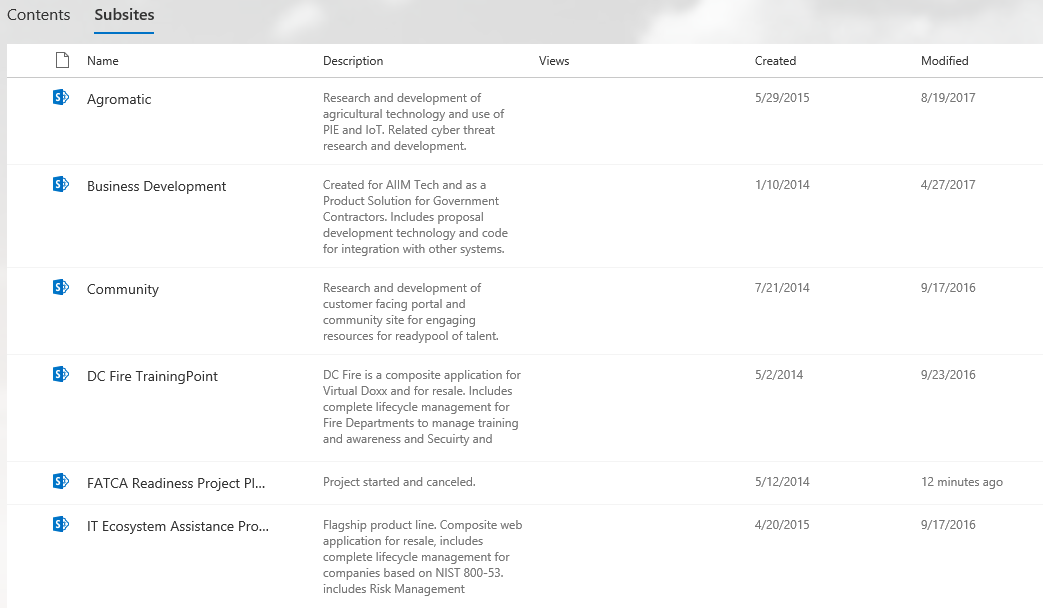 Contents Subsites
Name Description Views Created Modified
Agromatic Research and development of 5/29/2015 8/19/2017
agricultural technology and use of
PIE and IoT. Related cyber threat
research and development.
Business Development Created for AIIM Tech and as a 1/10/2014 4/27/2017
Product Solution for Government
Contractors. Includes proposal
development technology and code
for integration with other systems.
Community Research and development of 7/21/2014 9/17/2016
customer facing portal and
community site for engaging
resources for readypool of talent.
DC Fire TrainingPoint DC Fire is a composite application for 5/2/2014 9/23/2016
Virtual Doxx and for resale. Includes
complete lifecycle management for
Fire Departments to manage training
and awareness and Secuirty and
FATCA Readiness Project Pl... Project started and canceled. 5/12/2014 12 minutes ago
IT Ecosystem Assistance Pro... Flagship product line. Composite web 4/20/2015 9/17/2016
application for resale, includes
complete lifecycle management for
companies based on NIST 800-53.
includes Risk Management